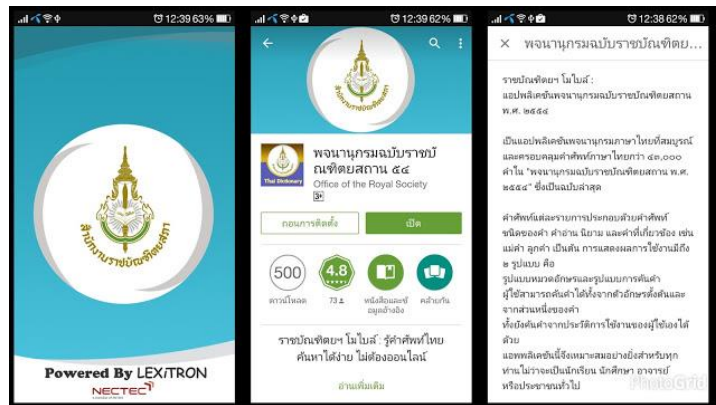 12:39 63%
สำนักงานราชบัณฑิตยสภา
Powered By LEXiTRON
NECTEC
12:39 62%
สำนักงานราชบัณฑิตยสภา
Thai Dictionary
พจนานุกรมฉบับราชบั
ณฑิตยสถาน ๕๔
Office of the Royal Society
3+
ถอนการติดตั้ง
เปิด
500
ดาวน์โหลด
4.8
73
หนังสือและข้
อมูลอ้างอิง
คล้ายกัน
ราชบัณฑิตยฯ โมไบล์ : รู้คำศัพท์ไทย
ค้นหาได้ง่าย ไม่ต้องออนไลน์
อ่านเพิ่มเติม
12:38 62%
พจนานุกรมฉบับราชบัณฑิตย...
ราชบัณฑิตยฯ โมไบล์ :
แอปพลิเคชันพจนานุกรมฉบับราชบัณฑิตยสถาน
พ.ศ. ๒๕๕๔
เป็นแอปพลิเคชันพจนานุกรมภาษาไทยที่สมบูรณ์
และครอบคลุมคำศัพท์ภาษาไทยกว่า ๔๓,๐๐๐
คำใน "พจนานุกรมฉบับราชบัณฑิตยสถาน พ.ศ.
๒๕๕๔" ซึ่งเป็นฉบับล่าสุด
คำศัพท์แต่ละรายการประกอบด้วยคำศัพท์
ชนิดของคำ คำอ่าน นิยาม และคำที่เกี่ยวข้อง เช่น
แม่คำ ลูกคำ เป็นต้น การแสดงผลการใช้งานมีถึง
๒ รูปแบบ คือ
รูปแบบหมวดอักษรและรูปแบบการค้นคำ
ผู้ใช้สามารถค้นคำได้ทั้งจากตัวอักษรตั้งต้นและ
จากส่วนหนึ่งของคำ
ทั้งยังค้นคำจากประวัติการใช้งานของผู้ใช้เองได้
ด้วย
แอพพลิเคชันนี้จึงเหมาะสมอย่างยิ่งสำหรับทุก
ท่านไม่ว่าจะเป็นนักเรียน นักศึกษา อาจารย์
หรือประชาชนทั่วไป
PhotoGrid